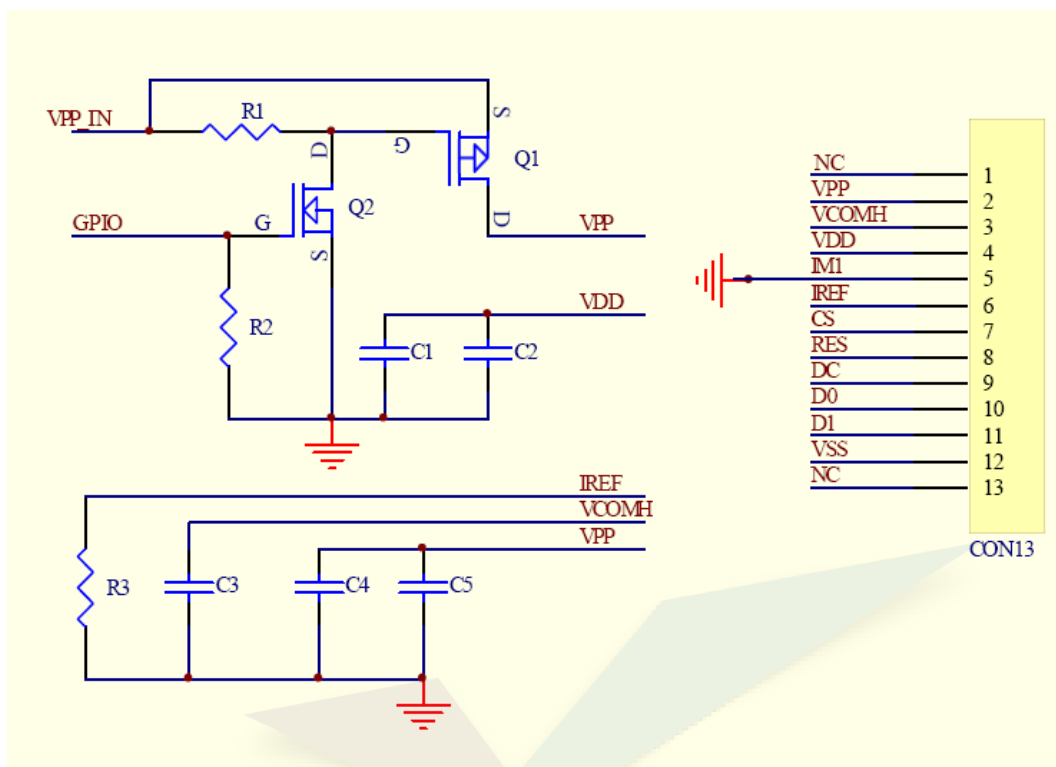 R1
S
VPP_IN
D
G
Q1
Q2
GPIO
G
D
VPP
S
VDD
R2
C1
C2
IREF
VCOMH
VPP
R3
C3
C4
C5
NC
1
VPP
2
VCOMH
3
VDD
4
IM1
5
IREF
6
CS
7
RES
8
DC
9
D0
10
D1
11
VSS
12
NC
13
CON13